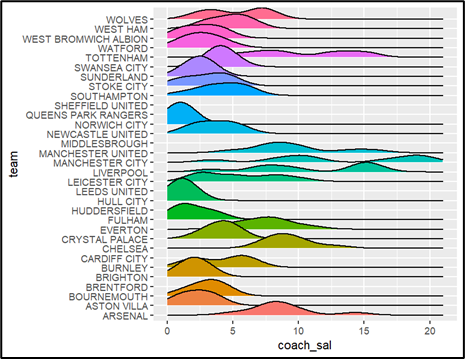 WOLVES
WEST HAM
WEST BROMWICH ALBION
WATFORD
TOTTENHAM
SWANSEA CITY
SUNDERLAND
STOKE CITY
SOUTHAMPTON
SHEFFIELD UNITED
QUEENS PARK RANGERS
NORWICH CITY
NEWCASTLE UNITED
MIDDLESBROUGH
MANCHESTER UNITED
MANCHESTER CITY
LIVERPOOL
LEICESTER CITY
LEEDS UNITED
HULL CITY
HUDDERSFIELD
FULHAM
EVERTON
CRYSTAL PALACE
CHELSEA
CARDIFF CITY
BURNLEY
BRIGHTON
BRENTFORD
BOURNEMOUTH
ASTON VILLA
ARSENAL
team
0 5 10 15 20
coach_sal